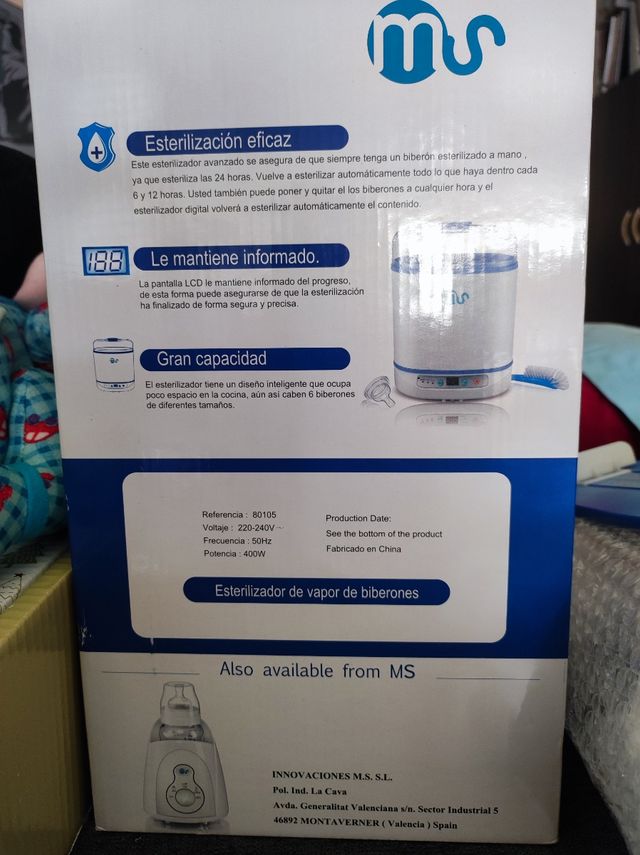 ms
Esterilización eficaz
Este esterilizador avanzado se asegura de que siempre tenga un biberón esterilizado a mano ,
ya que esteriliza las 24 horas. Vuelve a esterilizar automáticamente todo lo que haya dentro cada
6 y 12 horas. Usted también puede poner y quitar el los biberones a cualquier hora y el
esterilizador digital volverá a esterilizar automáticamente el contenido.
188
Le mantiene informado.
La pantalla LCD le mantiene informado del progreso,
de esta forma puede asegurarse de que la esterilización
ha finalizado de forma segura y precisa.
ms
Gran capacidad
El esterilizador tiene un diseño inteligente que ocupa
poco espacio en la cocina, aún así caben 6 biberones
de diferentes tamaños.
Referencia : 80105
Voltaje : 220-240V~
Frecuencia : 50Hz
Potencia : 400W
Production Date:
See the bottom of the product
Fabricado en China
Esterilizador de vapor de biberones
Also available from MS
INNOVACIONES M.S. S.L.
Pol. Ind. La Cava
Avda. Generalitat Valenciana s/n. Sector Industrial 5
46892 MONTAVERNER ( Valencia ) Spain